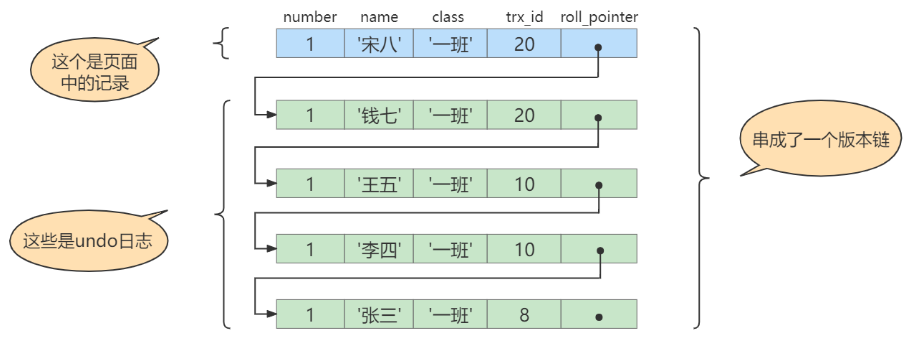 number name class trx_id roll_pointer
1 '宋八' '一班' 20
这个是页面
中的记录
1 '钱七' '一班' 20
串成了一个版本链
1 '王五' '一班' 10
这些是undo日志
1 '李四' '一班' 10
1 '张三' '一班' 8